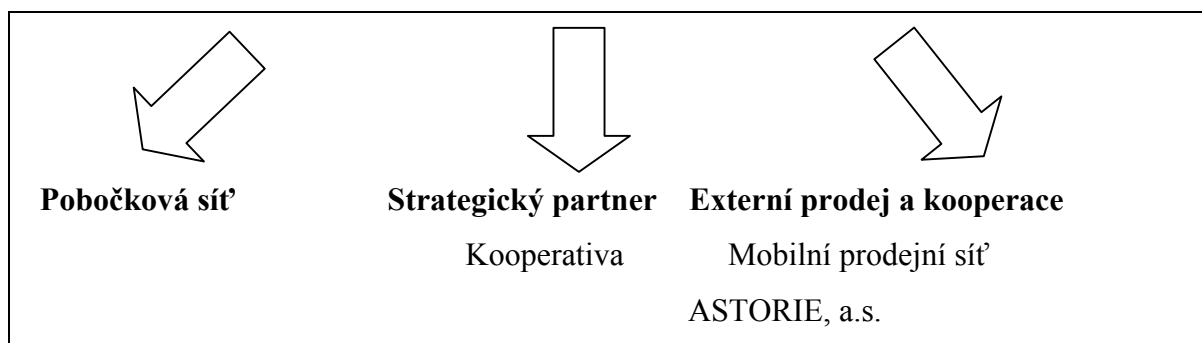 Pobočková síť Strategický partner Externí prodej a kooperace
Kooperativa Mobilní prodejní síť
ASTORIE, a.s.